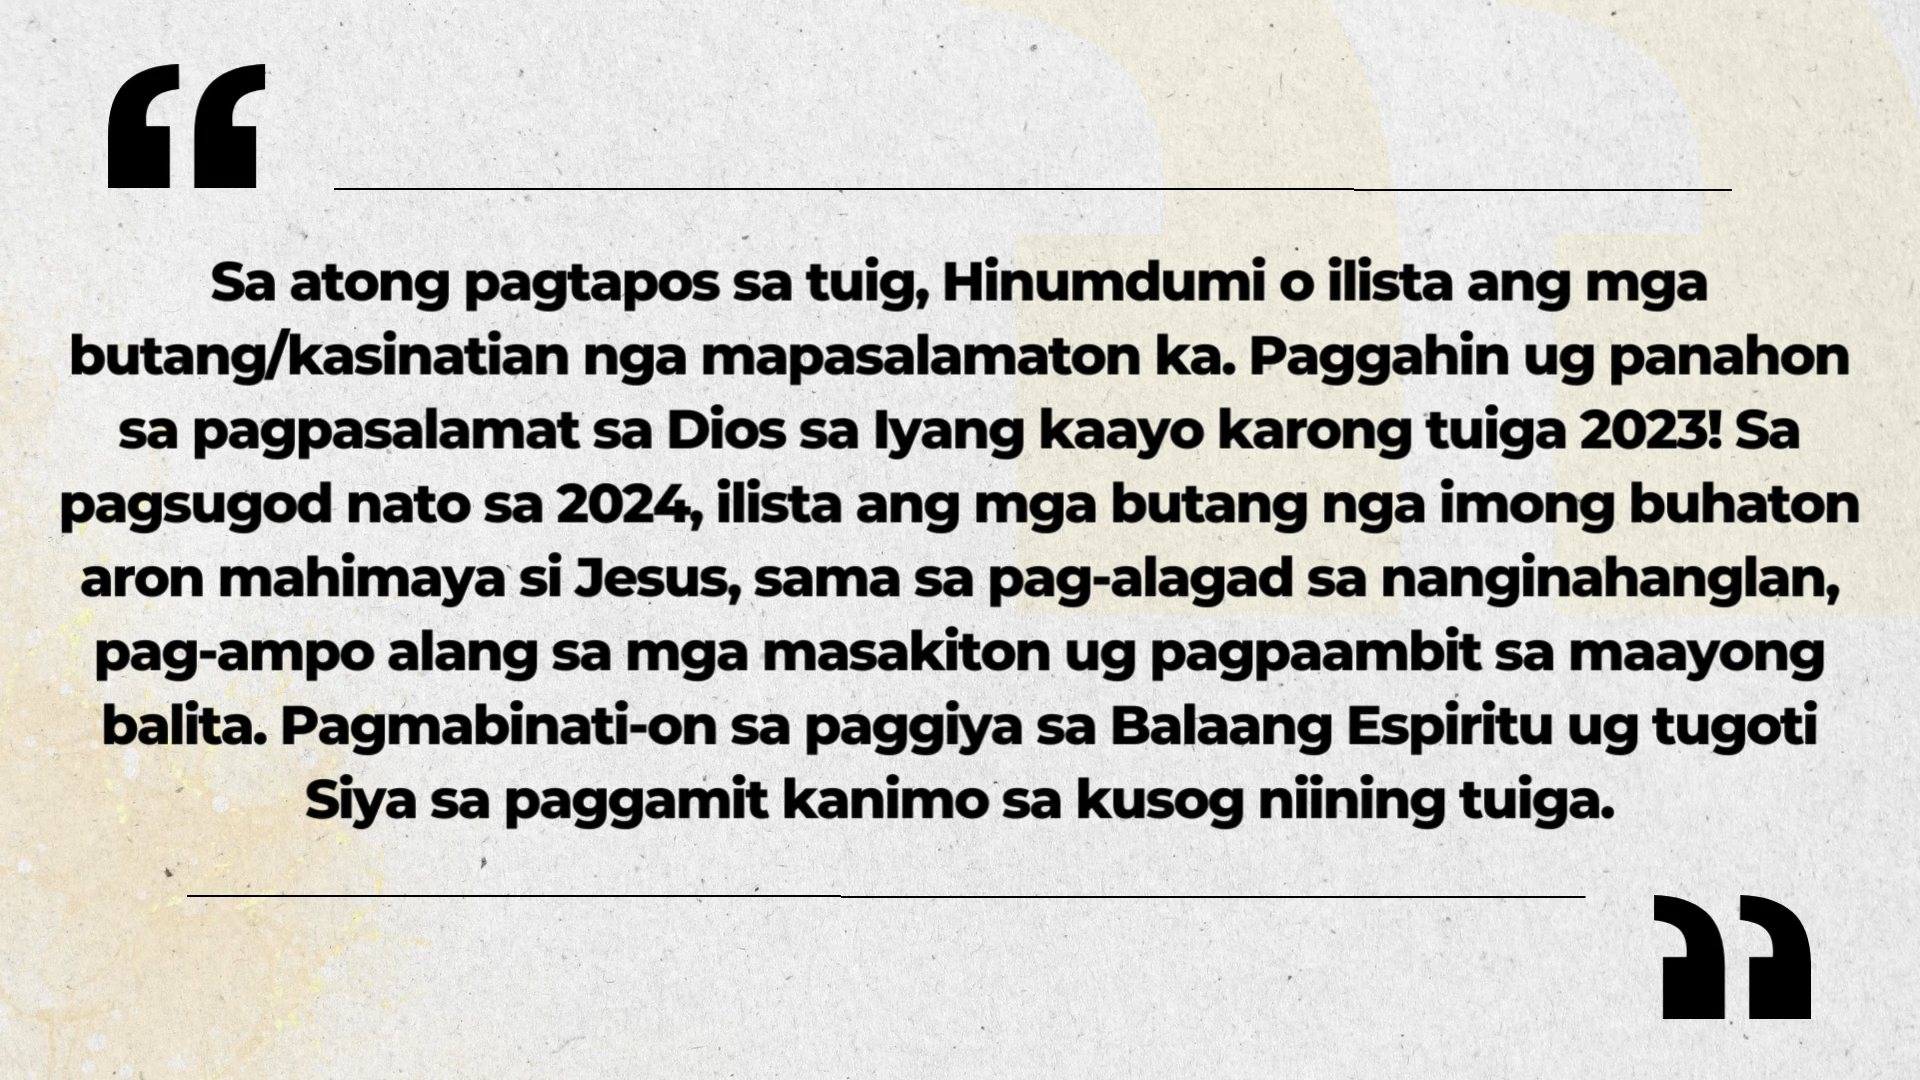 “
Sa atong pagtapos sa tuig, Hinumdumi o ilista ang mga
butang/kasinatian nga mapasalamaton ka. Paggahin ug panahon
sa pagpasalamat sa Dios sa Iyang kaayo karong tuiga 2023! Sa
pagsugod nato sa 2024, ilista ang mga butang nga imong buhaton
aron mahimaya si Jesus, sama sa pag-alagad sa nanginahanglan,
pag-ampo alang sa mga masakiton ug pagpaambit sa maayong
balita. Pagmabinati-on sa paggiya sa Balaang Espiritu ug tugoti
Siya sa paggamit kanimo sa kusog niining tuiga.
”